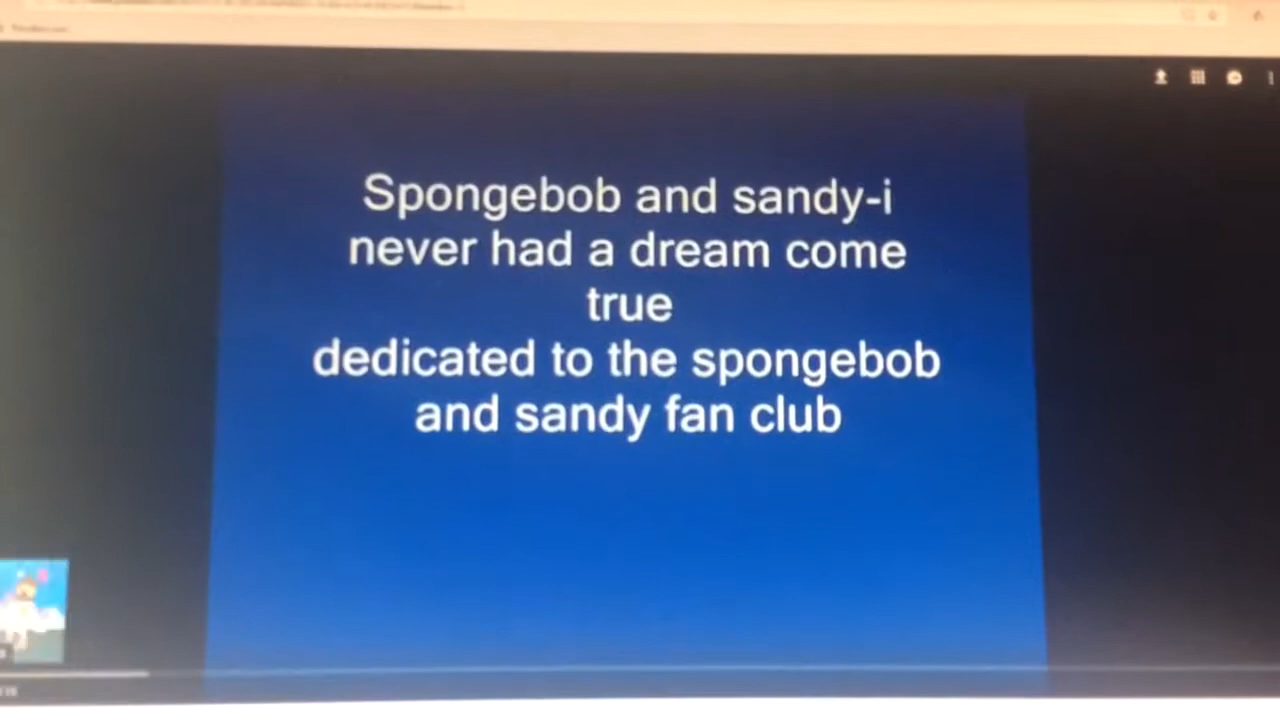 Spongebob and sandy-i
never had a dream come
true
dedicated to the spongebob
and sandy fan club